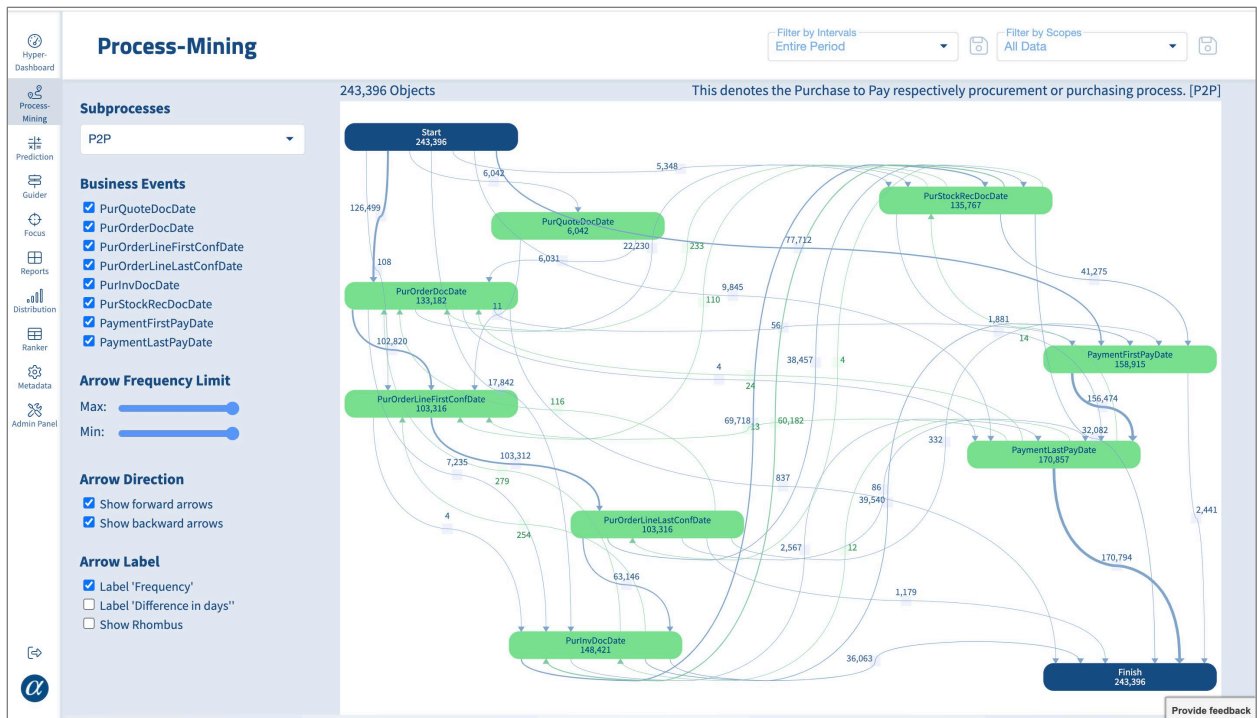 Process-Mining
Filter by Intervals
Entire Period
Filter by Scopes
All Data
Hyper-
Dashboard
Process-
Mining
Prediction
Guider
Focus
Reports
Distribution
Ranker
Metadata
Admin Panel
α
Subprocesses
P2P
Business Events
PurQuoteDocDate
PurOrderDocDate
PurOrderLineFirstConfDate
PurOrderLineLastConfDate
PurInvDocDate
PurStockRecDocDate
PaymentFirstPayDate
PaymentLastPayDate
Arrow Frequency Limit
Max:
Min:
Arrow Direction
Show forward arrows
Show backward arrows
Arrow Label
Label 'Frequency'
Label 'Difference in days''
Show Rhombus
243,396 Objects
This denotes the Purchase to Pay respectively procurement or purchasing process. [P2P]
Start
243,396
5,348
6,042
PurStockRecDocDate
135,767
126,499
PurQuoteDocDate
6,042
22,230
233
77,712
108
6,031
41,275
PurOrderDocDate
133,182
9,845
11
110
56
1,881
14
102,820
38,457
4
4
PaymentFirstPayDate
158,915
24
17,842
PurOrderLineFirstConfDate
103,316
116
156,474
69,718
13
60,182
32,082
332
PaymentLastPayDate
170,857
7,235
103,312
279
837
86
39,540
4
2,441
PurOrderLineLastConfDate
103,316
254
2,567
12
170,794
63,146
1,179
PurInvDocDate
148,421
36,063
Finish
243,396
Provide feedback